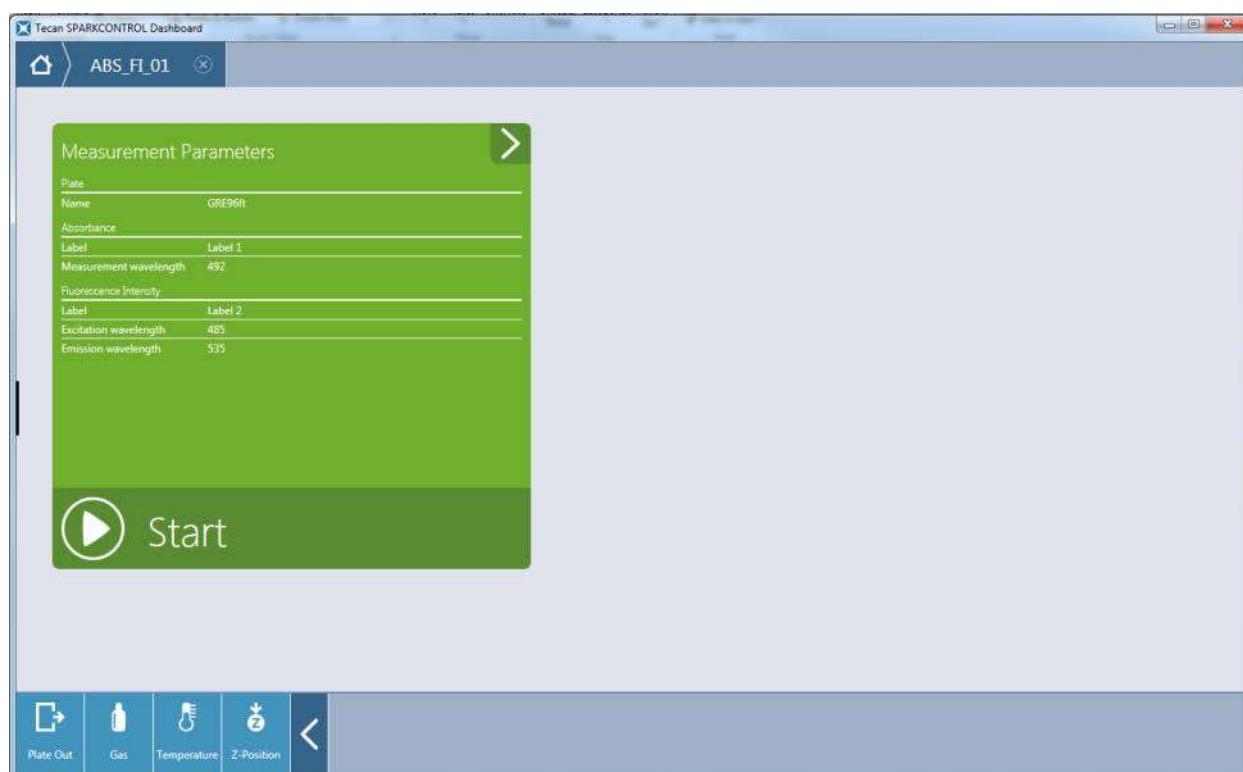 Tecan SPARKCONTROL Dashboard
ABS_FI_01
Measurement Parameters
Plate
Name GRE96ft
Absorbance
Label Label 1
Measurement wavelength 492
Fluorescence Intensity
Label Label 2
Excitation wavelength 485
Emission wavelength 535
Start
Z
Plate Out Gas Temperature Z-Position